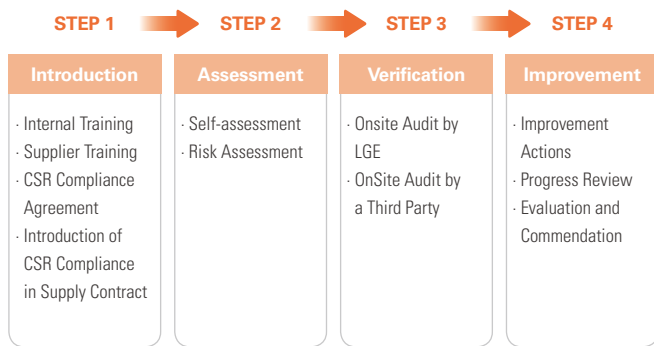 STEP 1
STEP 2
STEP 3
STEP 4
Introduction
· Internal Training
· Supplier Training
· CSR Compliance
Agreement
· Introduction of
CSR Compliance
in Supply Contract
Assessment
· Self-assessment
· Risk Assessment
Verification
· Onsite Audit by
LGE
· OnSite Audit by
a Third Party
Improvement
· Improvement
Actions
· Progress Review
· Evaluation and
Commendation